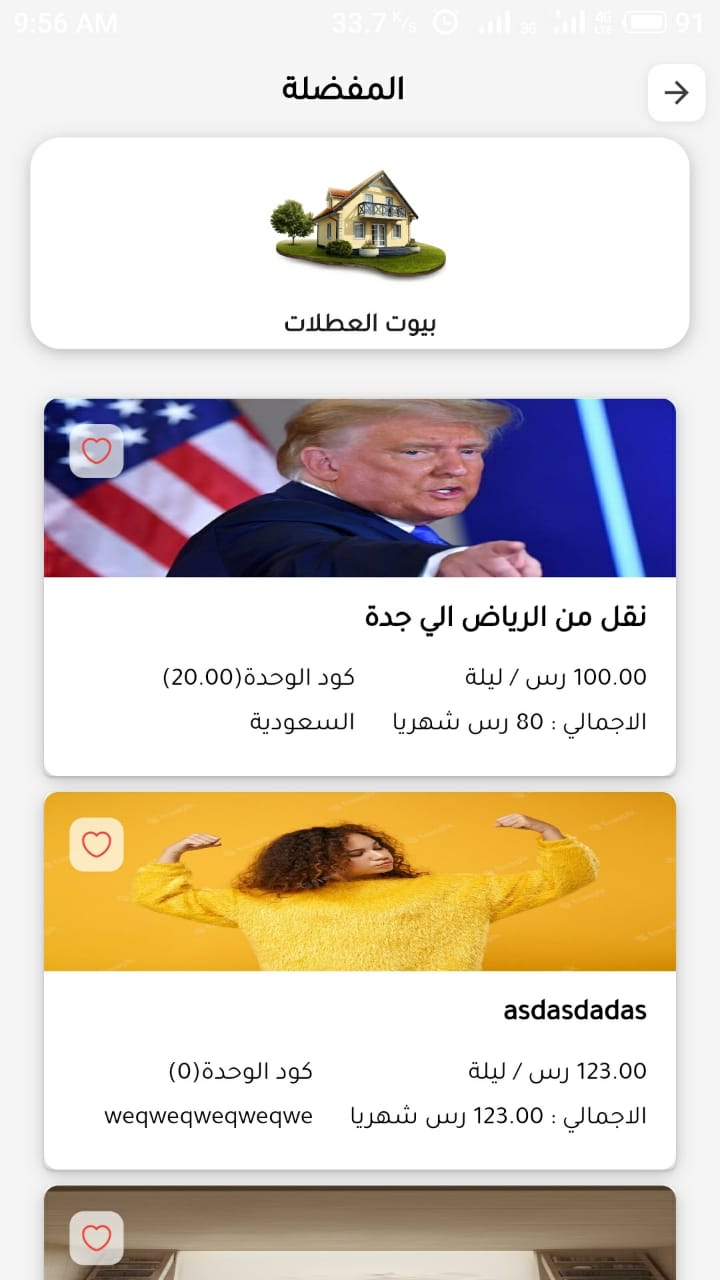 9:56 AM 33.7 K/s 3G 4G LTE 91
المفضلة
بيوت العطلات
نقل من الرياض الي جدة
100.00 رس / ليلة كود الوحدة(20.00)
الاجمالي : 80 رس شهريا السعودية
asdasdadas
123.00 رس / ليلة كود الوحدة(0)
الاجمالي : 123.00 رس شهريا weqweqweqweqwe